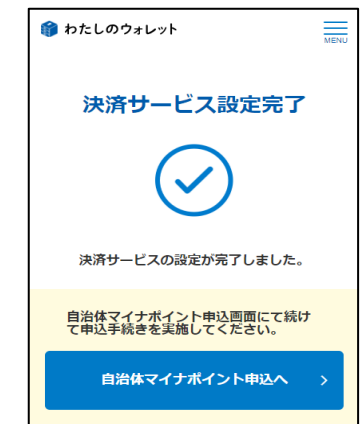 わたしのウォレット
MENU
決済サービス設定完了
決済サービスの設定が完了しました。
自治体マイナポイント申込画面にて続け
て申込手続きを実施してください。
自治体マイナポイント申込へ